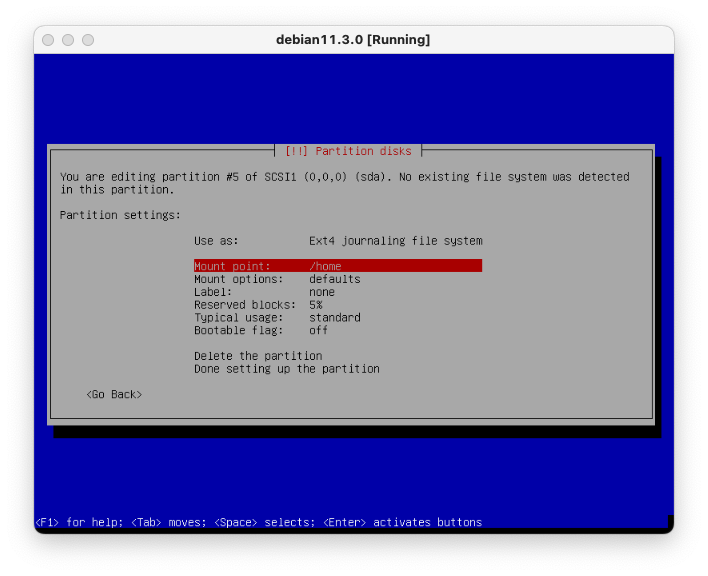 debian11.3.0 [Running]
[!!] Partition disks
You are editing partition #5 of SCSI1 (0,0,0) (sda). No existing file system was detected
in this partition.
Partition settings:
Use as: Ext4 journaling file system
Mount point: /home
Mount options: defaults
Label: none
Reserved blocks: 5%
Typical usage: standard
Bootable flag: off
Delete the partition
Done setting up the partition
<Go Back>
<F1> for help; <Tab> moves; <Space> selects; <Enter> activates buttons